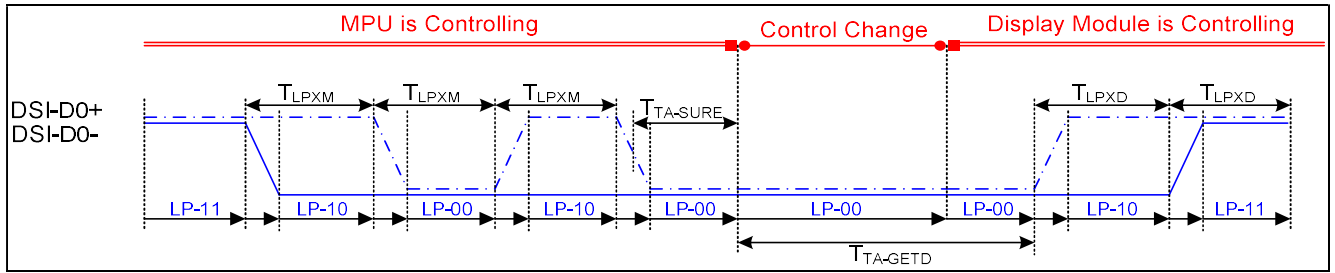 MPU is Controlling
Control Change
Display Module is Controlling
TLPXM
TLPXM
TLPXM
TTA-SURE
TLPXD
TLPXD
DSI-D0+
DSI-D0-
LP-11
LP-10
LP-00
LP-10
LP-00
LP-00
LP-00
LP-10
LP-11
TTA-GETD